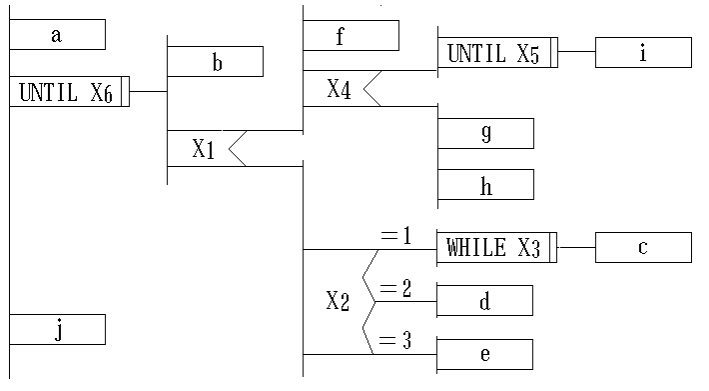 a
b
f
UNTIL X5
i
UNTIL X6
X4
X1
g
h
=1
WHILE X3
c
X2
=2
d
j
=3
e